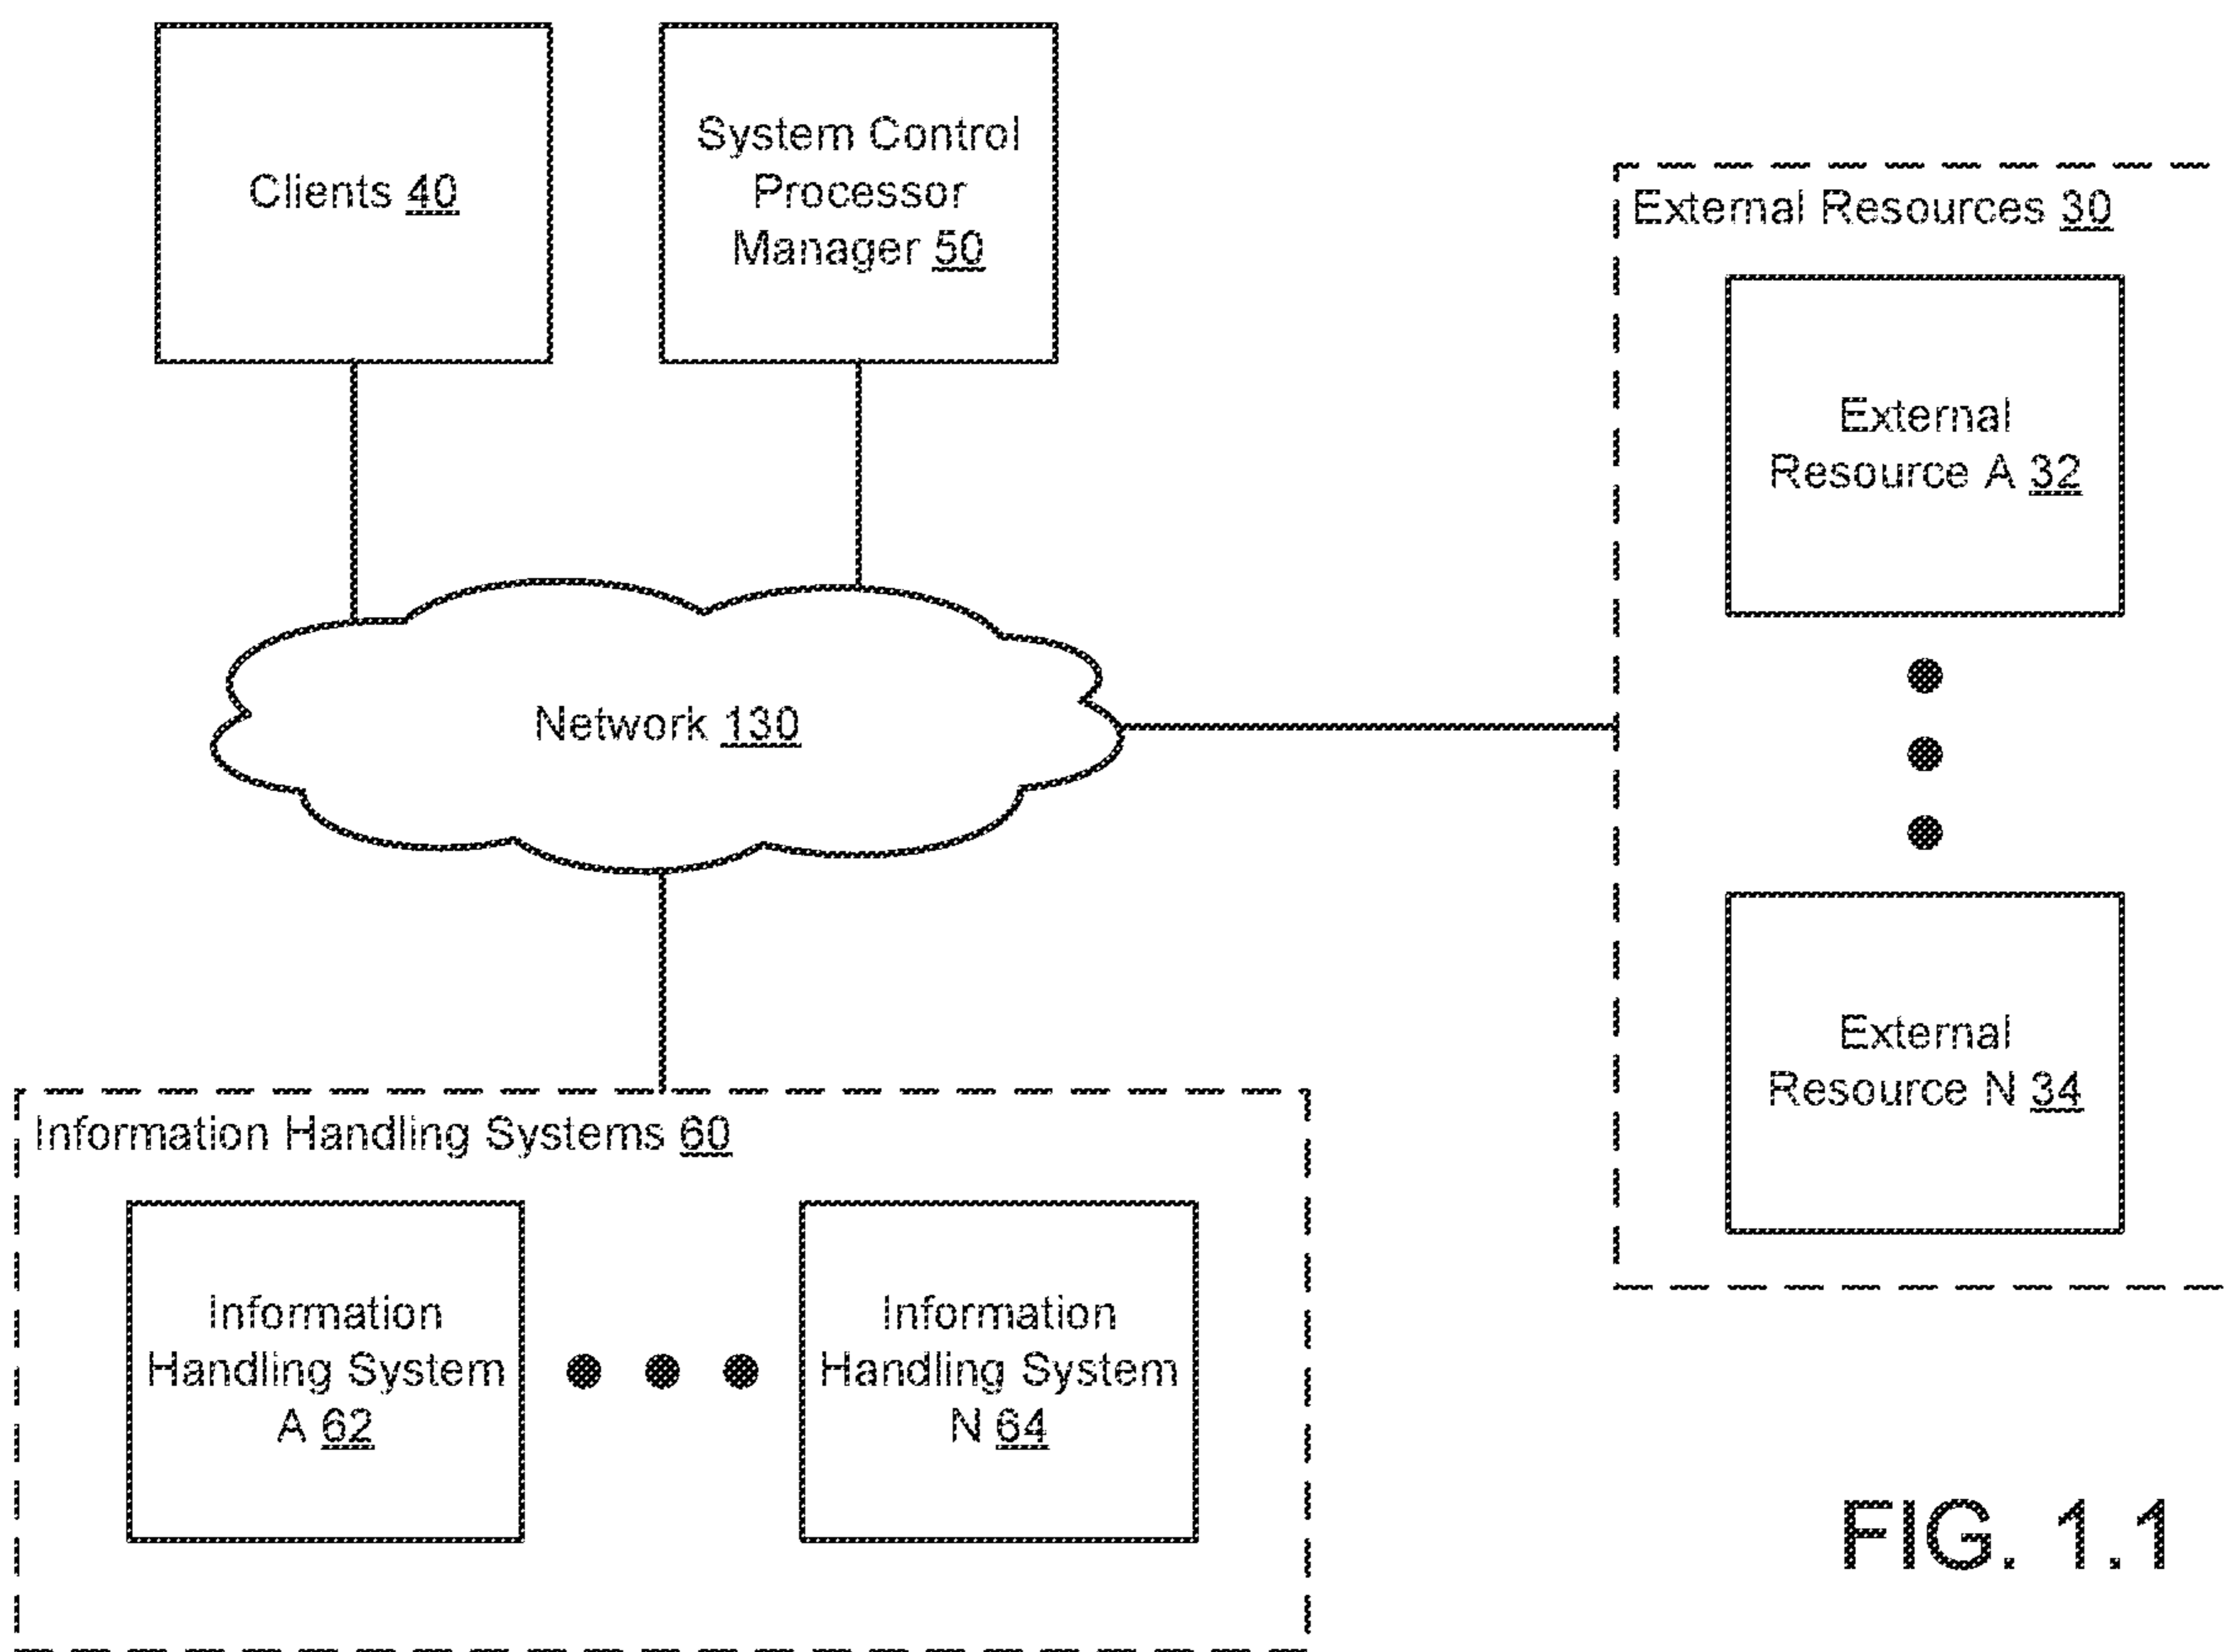 Clients 40
System Control
Processor
Manager 50
External Resources 30
External
Resource A 32
Network 130
External
Resource N 34
Information Handling Systems 60
Information
Handling System
A 62
Information
Handling System
N 64
FIG. 1.1